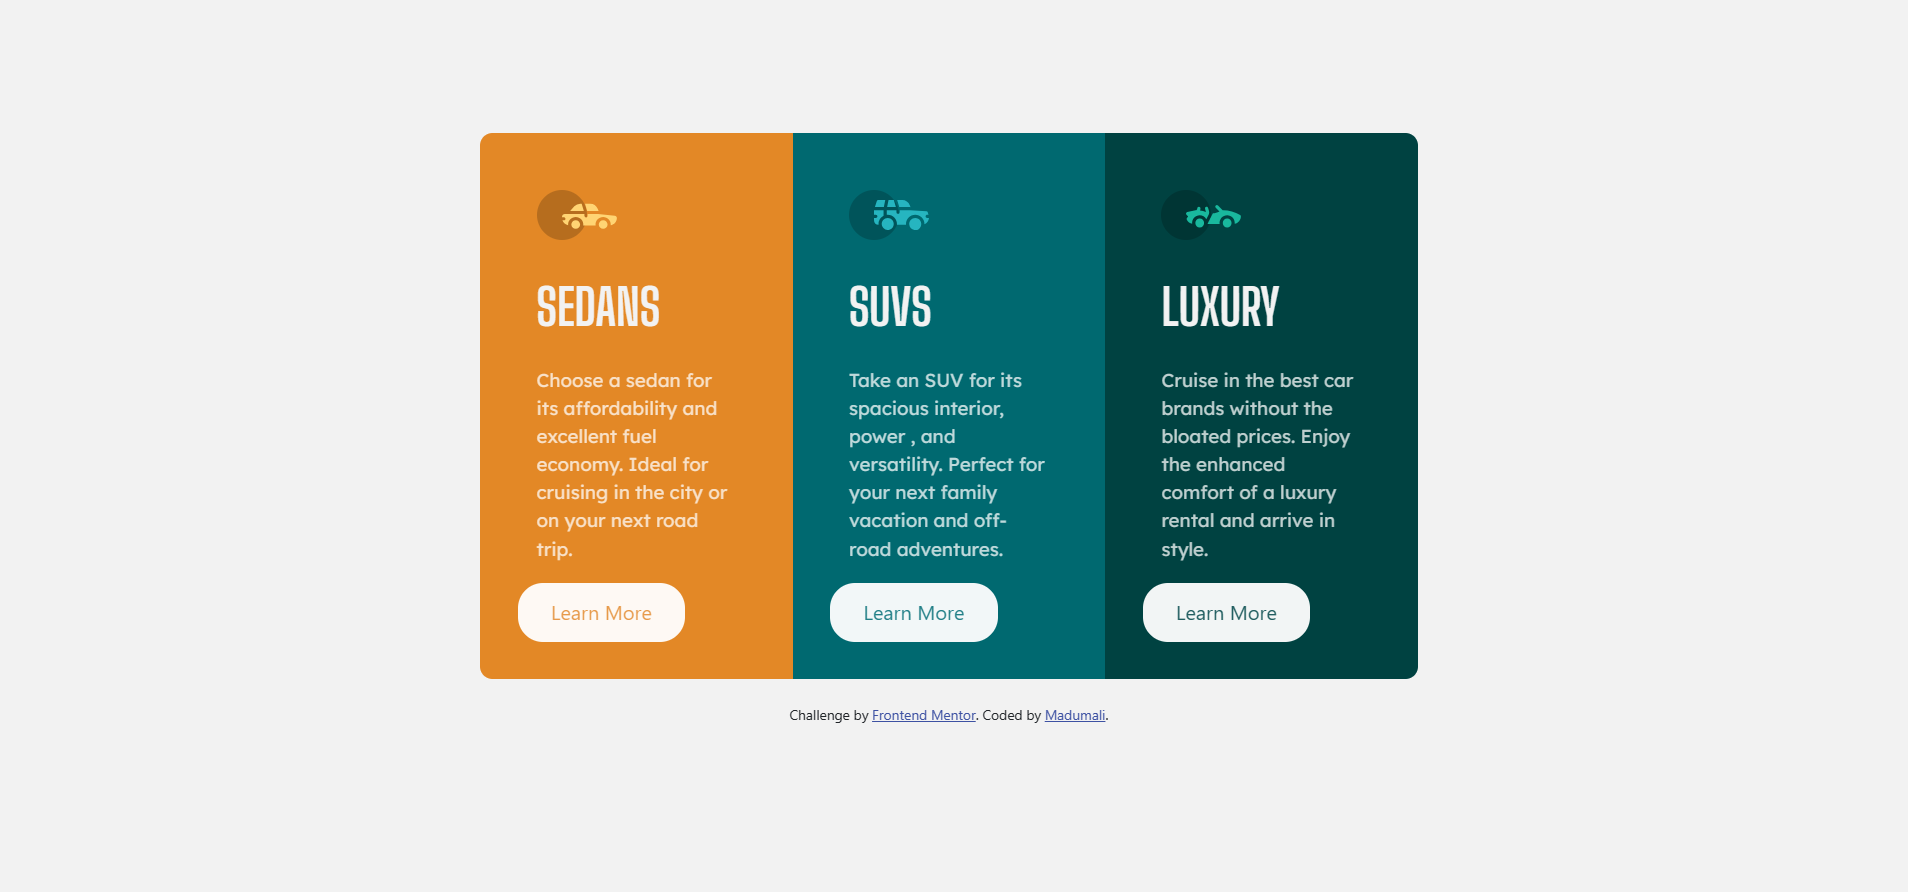 SEDANS
Choose a sedan for
its affordability and
excellent fuel
economy. Ideal for
cruising in the city or
on your next road
trip.
Learn More
SUVS
Take an SUV for its
spacious interior,
power , and
versatility. Perfect for
your next family
vacation and off-
road adventures.
Learn More
LUXURY
Cruise in the best car
brands without the
bloated prices. Enjoy
the enhanced
comfort of a luxury
rental and arrive in
style.
Learn More
Challenge by Frontend Mentor. Coded by Madumali.